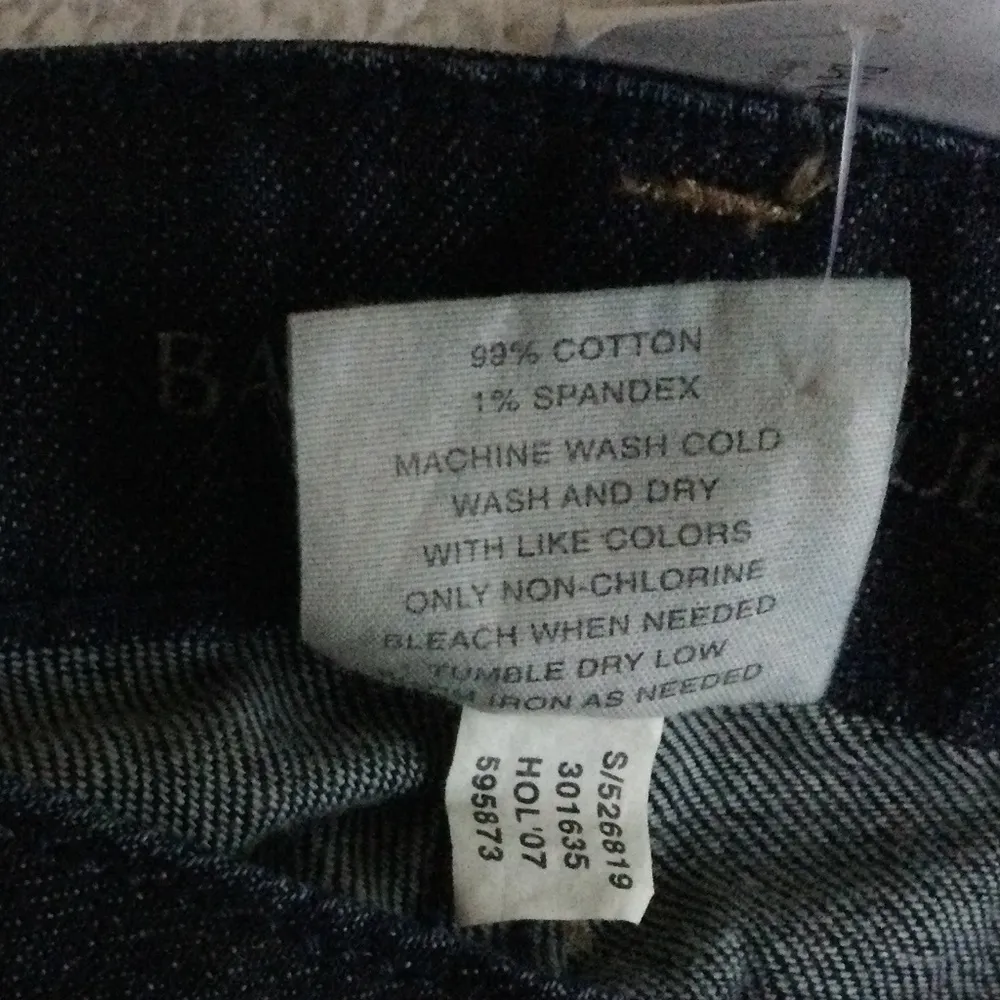 BA
99% COTTON
1% SPANDEX
MACHINE WASH COLD
WASH AND DRY
WITH LIKE COLORS
ONLY NON-CHLORINE
BLEACH WHEN NEEDED
TUMBLE DRY LOW
IRON AS NEEDED
S/526819
301635
HOL '07
595873